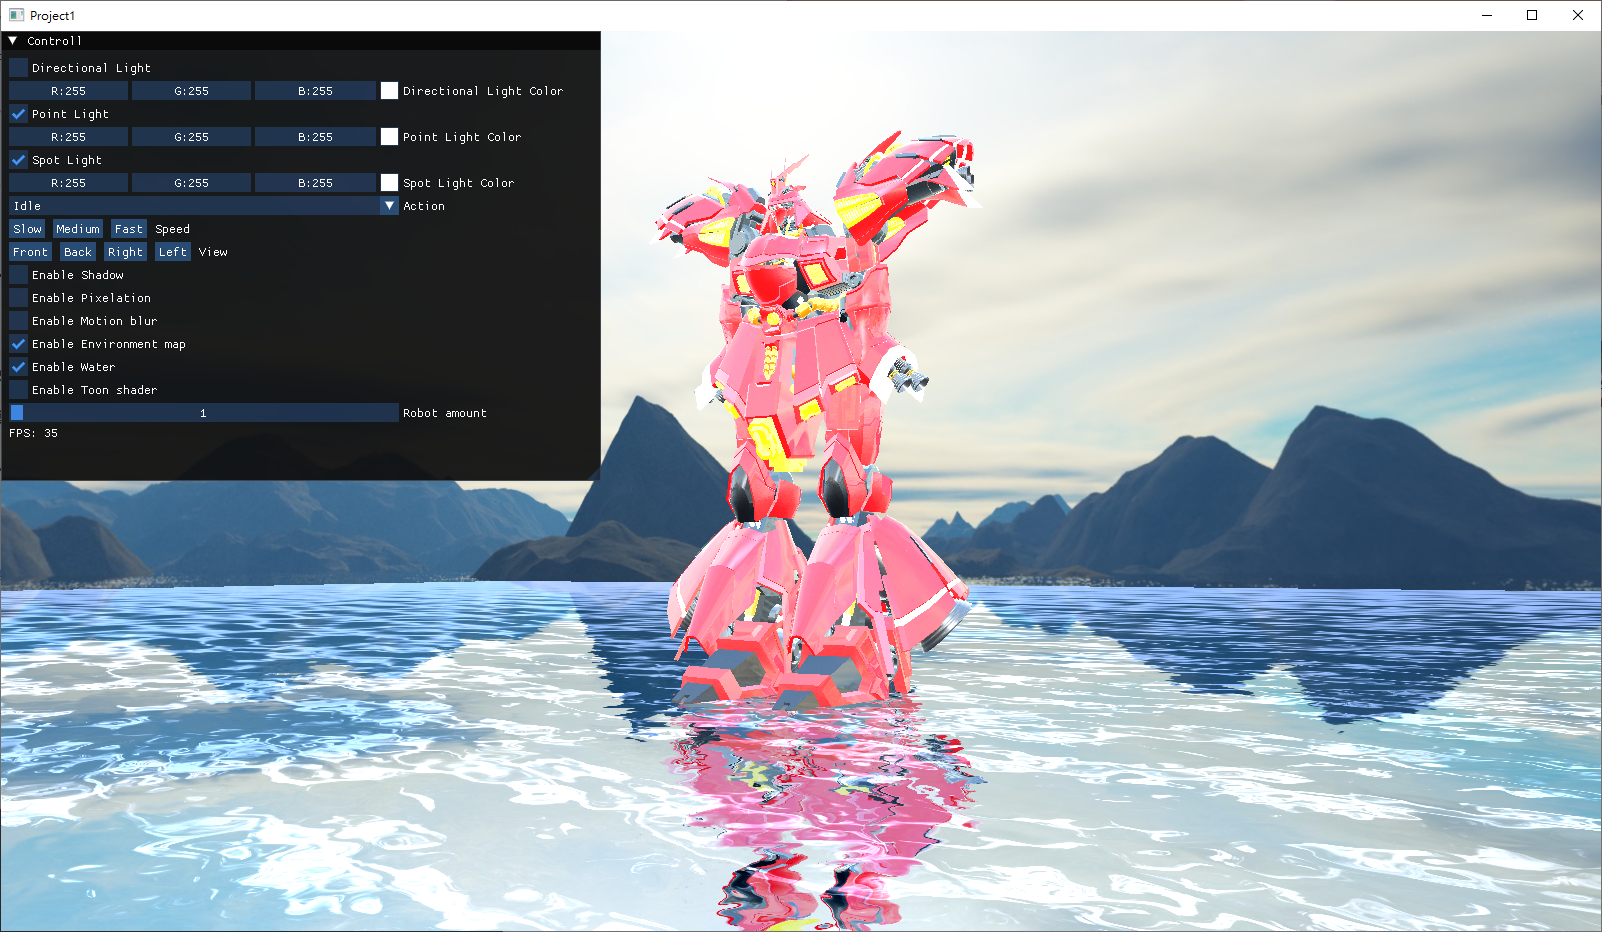 Project1
Controll
Directional Light
R:255 G:255 B:255 Directional Light Color
Point Light
R:255 G:255 B:255 Point Light Color
Spot Light
R:255 G:255 B:255 Spot Light Color
Idle Action
Slow Medium Fast Speed
Front Back Right Left View
Enable Shadow
Enable Pixelation
Enable Motion blur
Enable Environment map
Enable Water
Enable Toon shader
1 Robot amount
FPS: 35